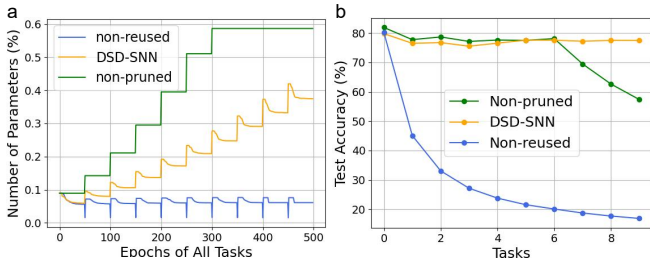 a
b
Number of Parameters (%)
0.6
0.5
0.4
0.3
0.2
0.1
0.0
non-reused
DSD-SNN
non-pruned
0
100
200
300
400
500
Epochs of All Tasks
Test Accuracy (%)
80
70
60
50
40
30
20
Non-pruned
DSD-SNN
Non-reused
0
2
4
6
8
Tasks